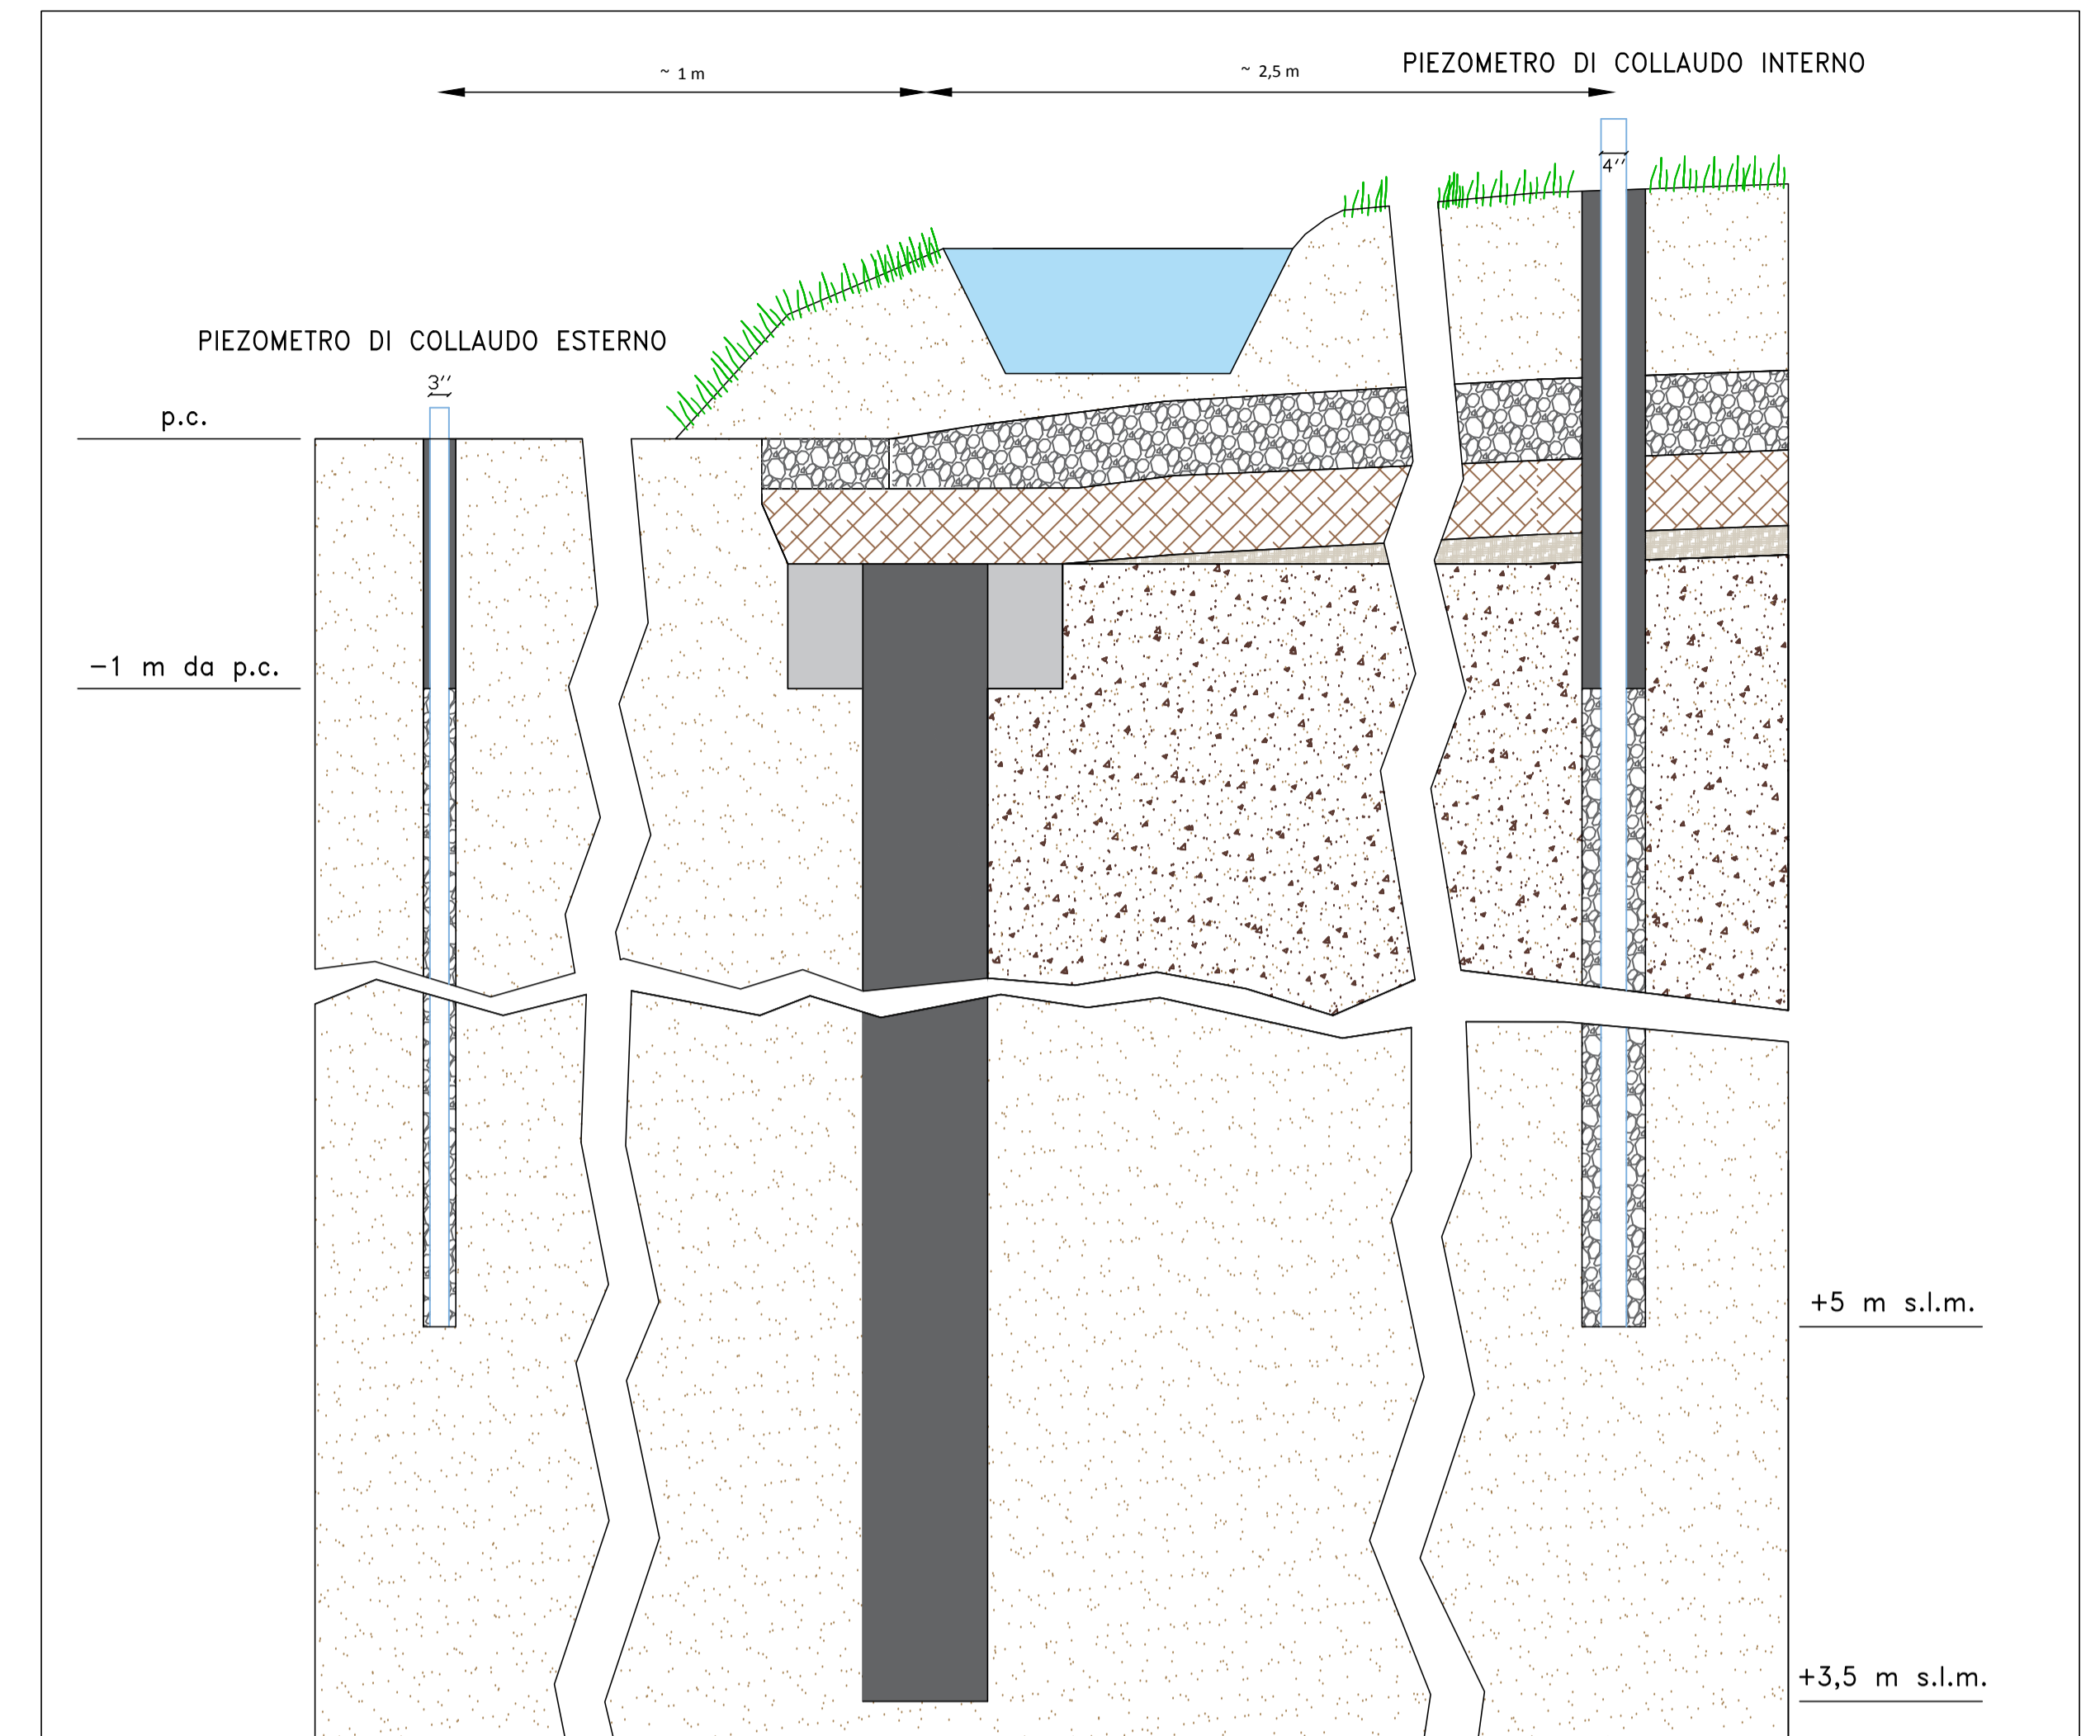 PIEZOMETRO DI COLLAUDO INTERNO
~ 1 m
~ 2,5 m
4''
PIEZOMETRO DI COLLAUDO ESTERNO
3''
p.c.
-1 m da p.c.
+5 m s.l.m.
+3,5 m s.l.m.